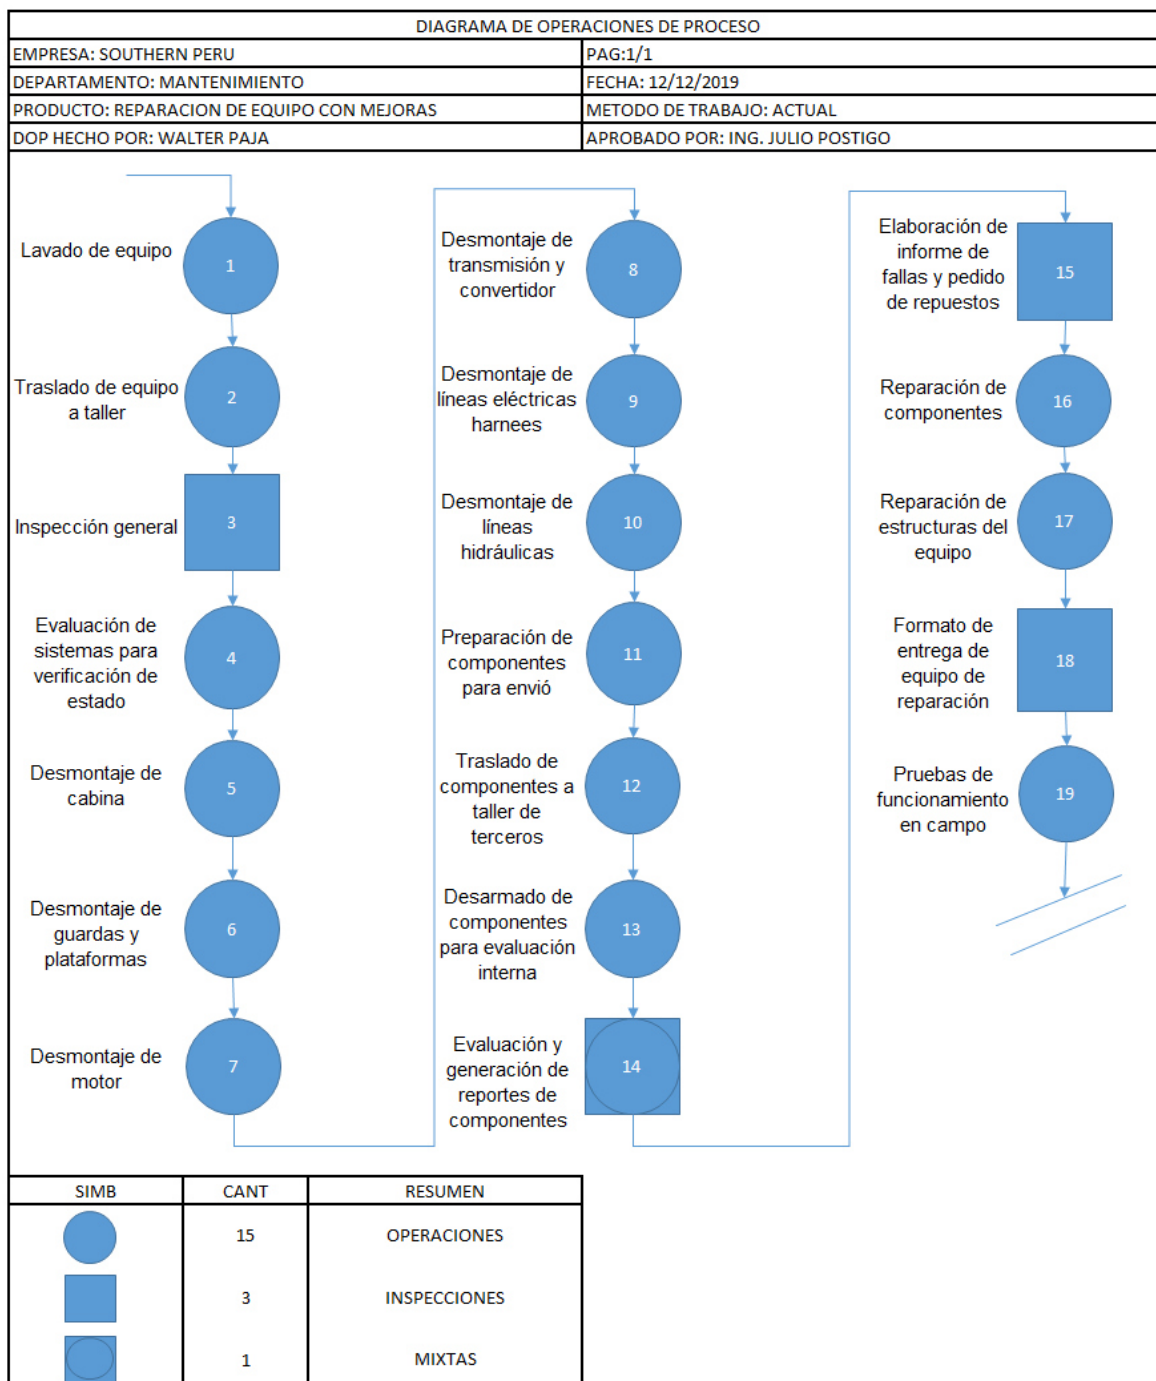 DIAGRAMA DE OPERACIONES DE PROCESO
EMPRESA: SOUTHERN PERU
PAG:1/1
DEPARTAMENTO: MANTENIMIENTO
FECHA: 12/12/2019
PRODUCTO: REPARACION DE EQUIPO CON MEJORAS
METODO DE TRABAJO: ACTUAL
DOP HECHO POR: WALTER PAJA
APROBADO POR: ING. JULIO POSTIGO
Lavado de equipo
1
Traslado de equipo
a taller
2
Inspección general
3
Evaluación de
sistemas para
verificación de
estado
4
Desmontaje de
cabina
5
Desmontaje de
guardas y
plataformas
6
Desmontaje de
motor
7
Desmontaje de
transmisión y
convertidor
8
Desmontaje de
líneas eléctricas
harnees
9
Desmontaje de
líneas
hidráulicas
10
Preparación de
componentes
para envió
11
Traslado de
componentes a
taller de
terceros
12
Desarmado de
componentes
para evaluación
interna
13
Evaluación y
generación de
reportes de
componentes
14
Elaboración de
informe de
fallas y pedido
de repuestos
15
Reparación de
componentes
16
Reparación de
estructuras del
equipo
17
Formato de
entrega de
equipo de
reparación
18
Pruebas de
funcionamiento
en campo
19
SIMB
CANT
RESUMEN
15
OPERACIONES
3
INSPECCIONES
1
MIXTAS